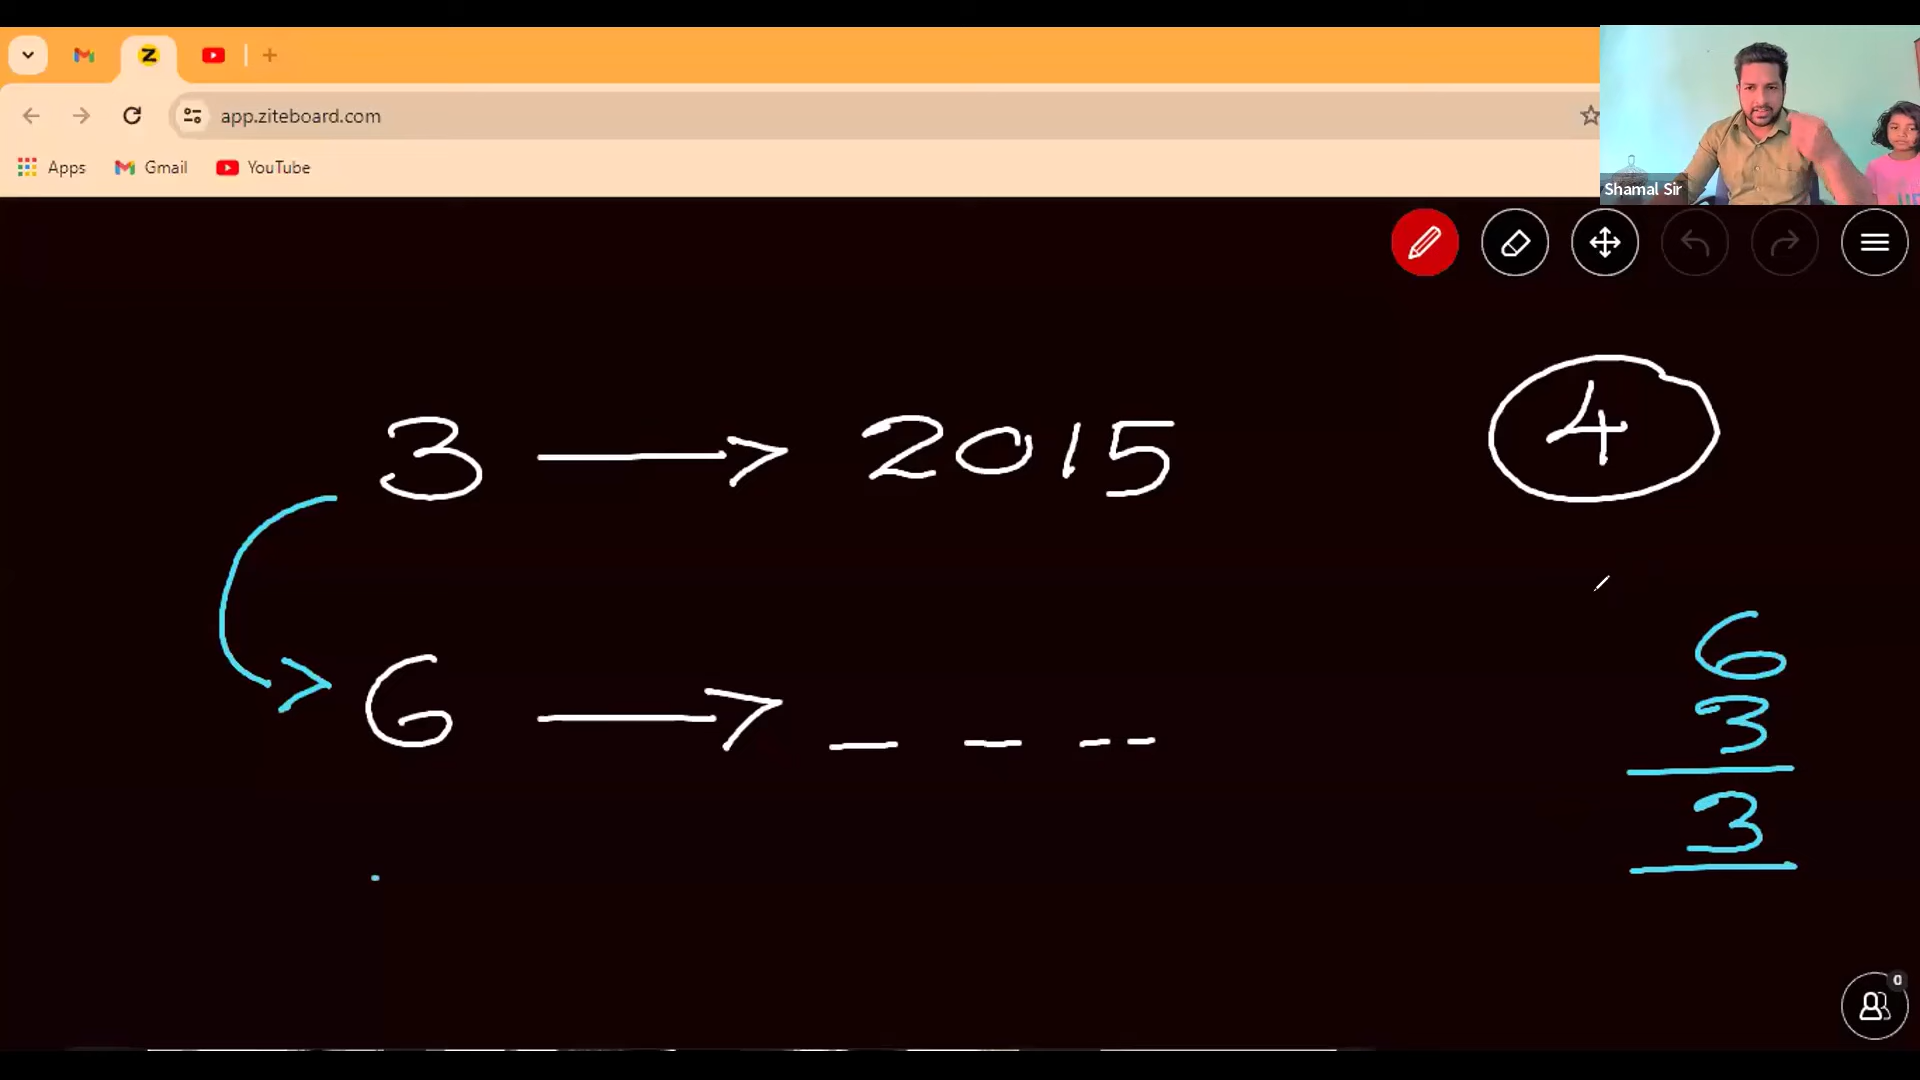 app.ziteboard.com
Apps Gmail YouTube
Shamal Sir
3 → 2015
4
6 → _ _ _ _
6
3
3
0